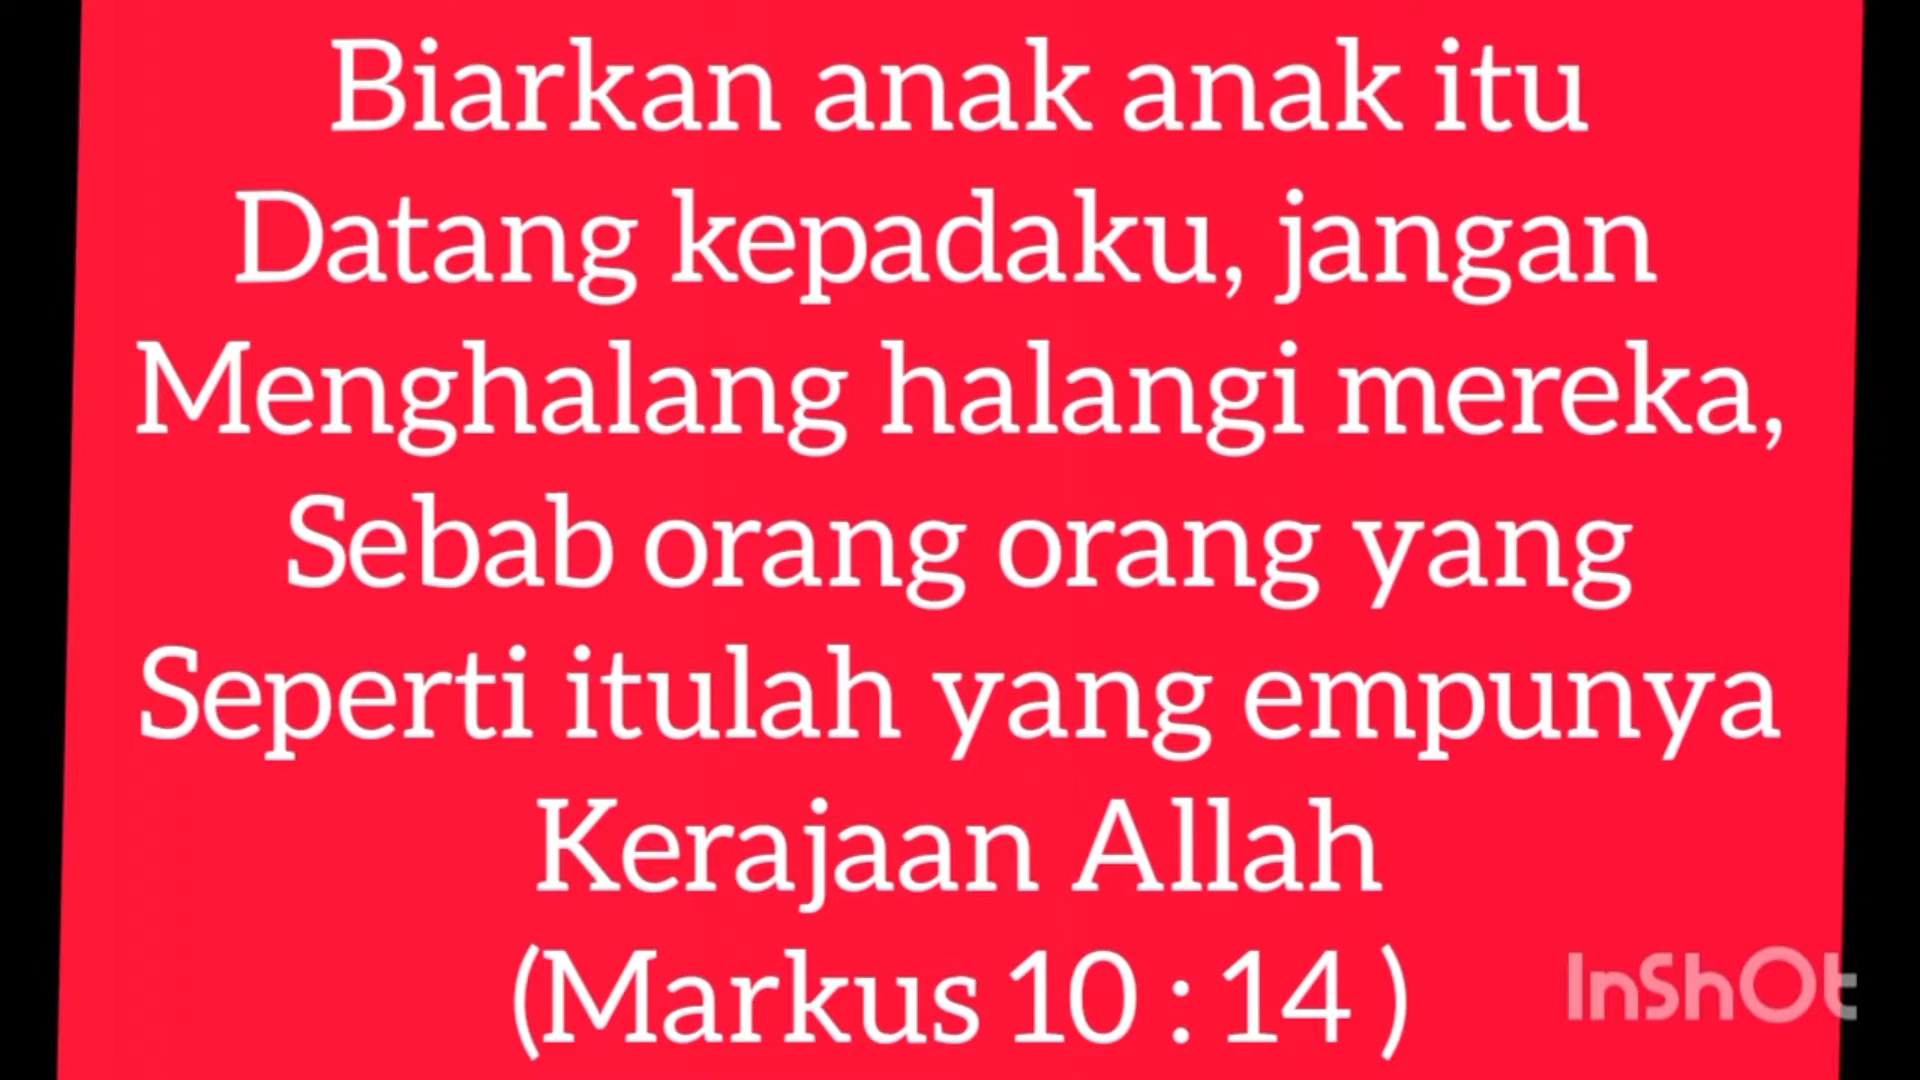 Biarkan anak anak itu
Datang kepadaku, jangan
Menghalang halangi mereka,
Sebab orang orang yang
Seperti itulah yang empunya
Kerajaan Allah
(Markus 10 : 14 )
InShOt